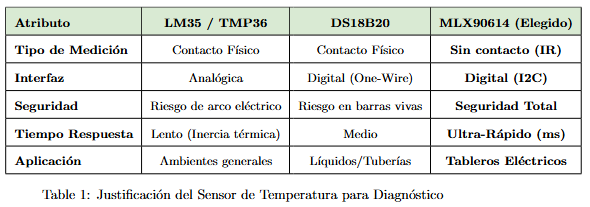 Atributo LM35 / TMP36 DS18B20 MLX90614 (Elegido)
Tipo de Medición Contacto Físico Contacto Físico Sin contacto (IR)
Interfaz Analógica Digital (One-Wire) Digital (I2C)
Seguridad Riesgo de arco eléctrico Riesgo en barras vivas Seguridad Total
Tiempo Respuesta Lento (Inercia térmica) Medio Ultra-Rápido (ms)
Aplicación Ambientes generales Líquidos/Tuberías Tableros Eléctricos
Table 1: Justificación del Sensor de Temperatura para Diagnóstico